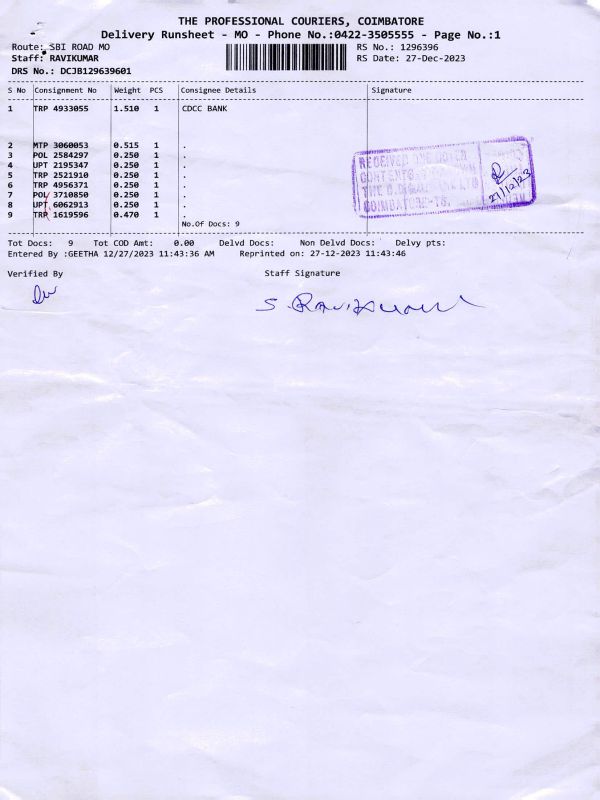 THE PROFESSIONAL COURIERS, COIMBATORE
Delivery Runsheet - MO - Phone No.:0422-3505555 - Page No.:1
Route: SBI ROAD MO
RS No.: 1296396
Staff: RAVIKUMAR
RS Date: 27-Dec-2023
DRS No.: DCJB129639601
S No Consignment No Weight PCS Consignee Details Signature
1 TRP 4933055 1.510 1 CDCC BANK
2 MTP 3060053 0.515 1 .
3 POL 2584297 0.250 1 .
4 UPT 2195347 0.250 1 .
5 TRP 2521910 0.250 1 .
6 TRP 4956371 0.250 1 .
7 POL 3710850 0.250 1 .
8 UPT 6062913 0.250 1 .
9 TRP 1619596 0.470 1 .
No.Of Docs: 9
RECEIVED THE COVER
CONTENTS
COIMBATORE-18.
27/12/23
Tot Docs: 9 Tot COD Amt: 0.00 Delvd Docs: Non Delvd Docs: Delvy pts:
Entered By :GEETHA 12/27/2023 11:43:36 AM Reprinted on: 27-12-2023 11:43:46
Verified By Staff Signature
S. Ravikumar